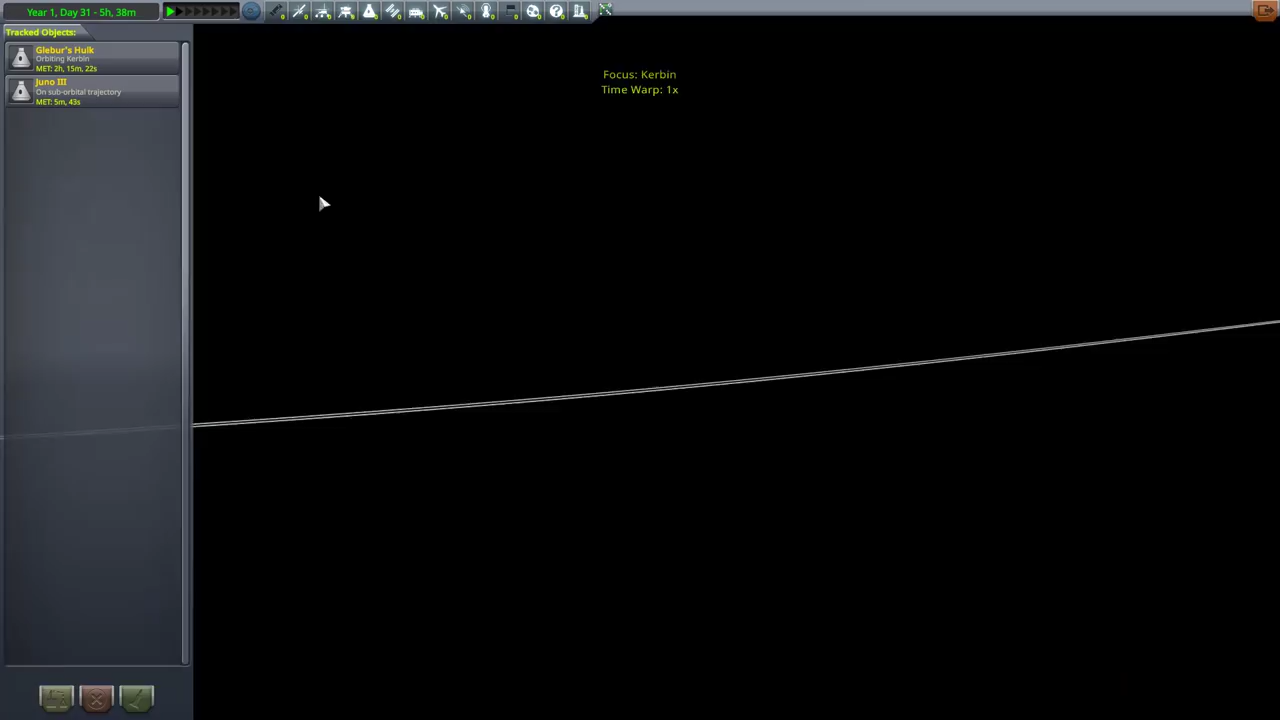 Year 1, Day 31 - 5h, 38m
Tracked Objects:
Glebur's Hulk
Orbiting Kerbin
MET: 2h, 15m, 22s
Juno III
On sub-orbital trajectory
MET: 5m, 43s
Focus: Kerbin
Time Warp: 1x